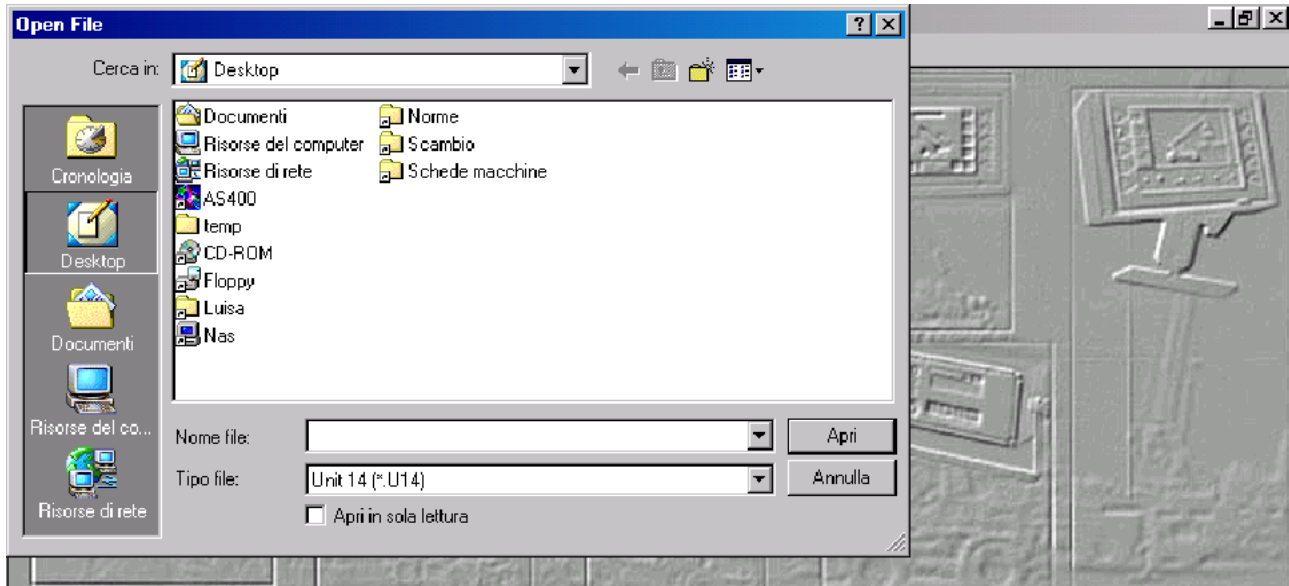 Open File
Cerca in:
Desktop
Cronologia
Desktop
Documenti
Risorse del co...
Risorse di rete
Documenti
Risorse del computer
Risorse di rete
AS400
temp
CD-ROM
Floppy
Luisa
Nas
Norme
Scambio
Schede macchine
Nome file:
Apri
Tipo file:
Unit 14 (*.U14)
Annulla
Apri in sola lettura